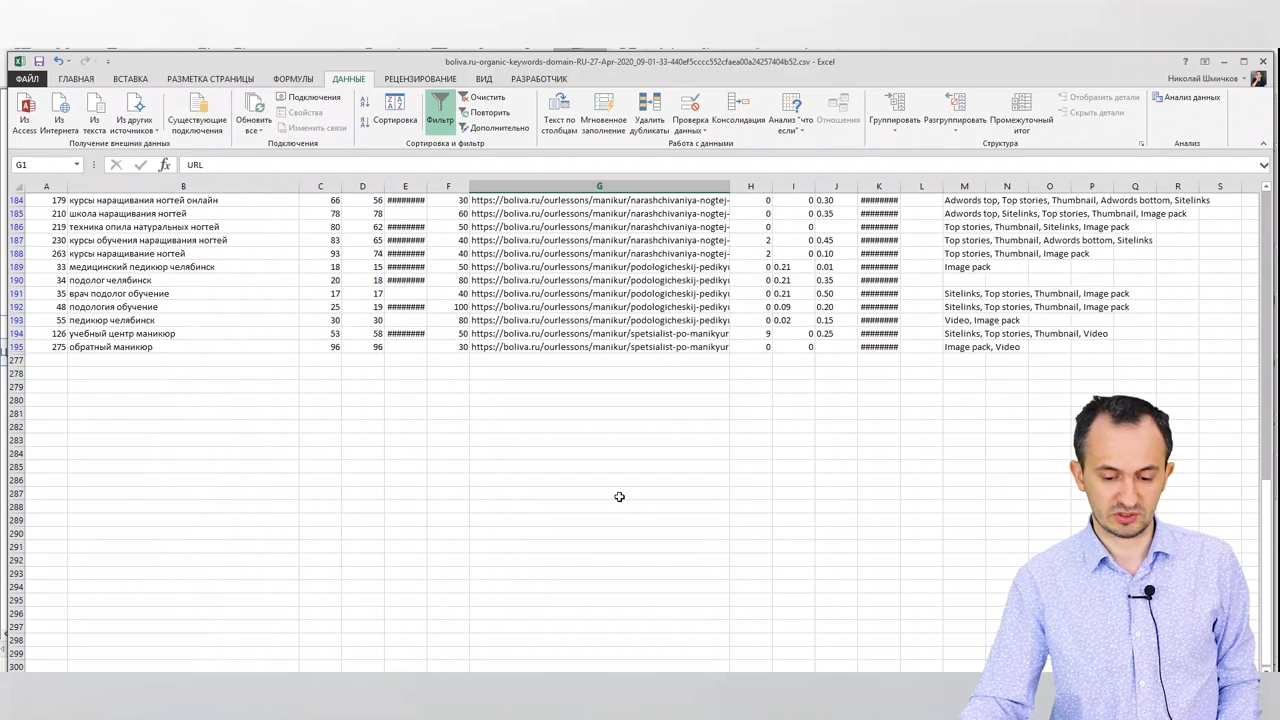 boliva.ru-organic-keywords-domain-RU-27-Apr-2020_09-01-33-440ef5cccc552cfaea00a24257404b52.csv - Excel
ФАЙЛ ГЛАВНАЯ ВСТАВКА РАЗМЕТКА СТРАНИЦЫ ФОРМУЛЫ ДАННЫЕ РЕЦЕНЗИРОВАНИЕ ВИД РАЗРАБОТЧИК Николай Шмичков
Из Access
Из Интернета
Из текста
Из других источников
Существующие подключения
Получение внешних данных
Обновить все
Подключения
Свойства
Изменить связи
Подключения
Сортировка
Фильтр
Очистить
Повторить
Дополнительно
Сортировка и фильтр
Текст по столбцам
Мгновенное заполнение
Удалить дубликаты
Проверка данных
Консолидация
Анализ "что если"
Отношения
Работа с данными
Группировать
Разгруппировать
Промежуточный итог
Отобразить детали
Скрыть детали
Структура
Анализ данных
Анализ
G1 fx URL
A B C D E F G H I J K L M N O P Q R S
184 179 курсы наращивания ногтей онлайн 66 56 ######## 30 https://boliva.ru/ourlessons/manikur/narashchivaniya-nogtej- 0 0 0.30 ######## Adwords top, Top stories, Thumbnail, Adwords bottom, Sitelinks
185 210 школа наращивания ногтей 78 78 60 https://boliva.ru/ourlessons/manikur/narashchivaniya-nogtej- 0 0 0.35 ######## Adwords top, Sitelinks, Top stories, Thumbnail, Image pack
186 219 техника опила натуральных ногтей 80 62 ######## 50 https://boliva.ru/ourlessons/manikur/narashchivaniya-nogtej- 0 0 ######## Top stories, Thumbnail, Sitelinks, Image pack
187 230 курсы обучения наращивания ногтей 83 65 ######## 40 https://boliva.ru/ourlessons/manikur/narashchivaniya-nogtej- 2 0 0.45 ######## Top stories, Thumbnail, Adwords bottom, Sitelinks
188 263 курсы наращивание ногтей 93 74 ######## 40 https://boliva.ru/ourlessons/manikur/narashchivaniya-nogtej- 2 0 0.10 ######## Top stories, Thumbnail, Image pack
189 33 медицинский педикюр челябинск 18 15 ######## 50 https://boliva.ru/ourlessons/manikur/podologicheskij-pedikyu 0 0.21 0.01 ######## Image pack
190 34 подолог челябинск 20 18 ######## 80 https://boliva.ru/ourlessons/manikur/podologicheskij-pedikyu 0 0.21 0.35 ########
191 35 врач подолог обучение 17 17 40 https://boliva.ru/ourlessons/manikur/podologicheskij-pedikyu 0 0.21 0.50 ######## Sitelinks, Top stories, Thumbnail, Image pack
192 48 подология обучение 25 19 ######## 100 https://boliva.ru/ourlessons/manikur/podologicheskij-pedikyu 0 0.09 0.20 ######## Sitelinks, Top stories, Thumbnail, Image pack
193 55 педикюр челябинск 30 30 80 https://boliva.ru/ourlessons/manikur/podologicheskij-pedikyu 0 0.02 0.15 ######## Video, Image pack
194 126 учебный центр маникюр 53 58 ######## 50 https://boliva.ru/ourlessons/manikur/spetsialist-po-manikyur 9 0 0.25 ######## Sitelinks, Top stories, Thumbnail, Video
195 275 обратный маникюр 96 96 30 https://boliva.ru/ourlessons/manikur/spetsialist-po-manikyur 0 0 ######## Image pack, Video
277
278
279
280
281
282
283
284
285
286
287
288
289
290
291
292
293
294
295
296
297
298
299
300